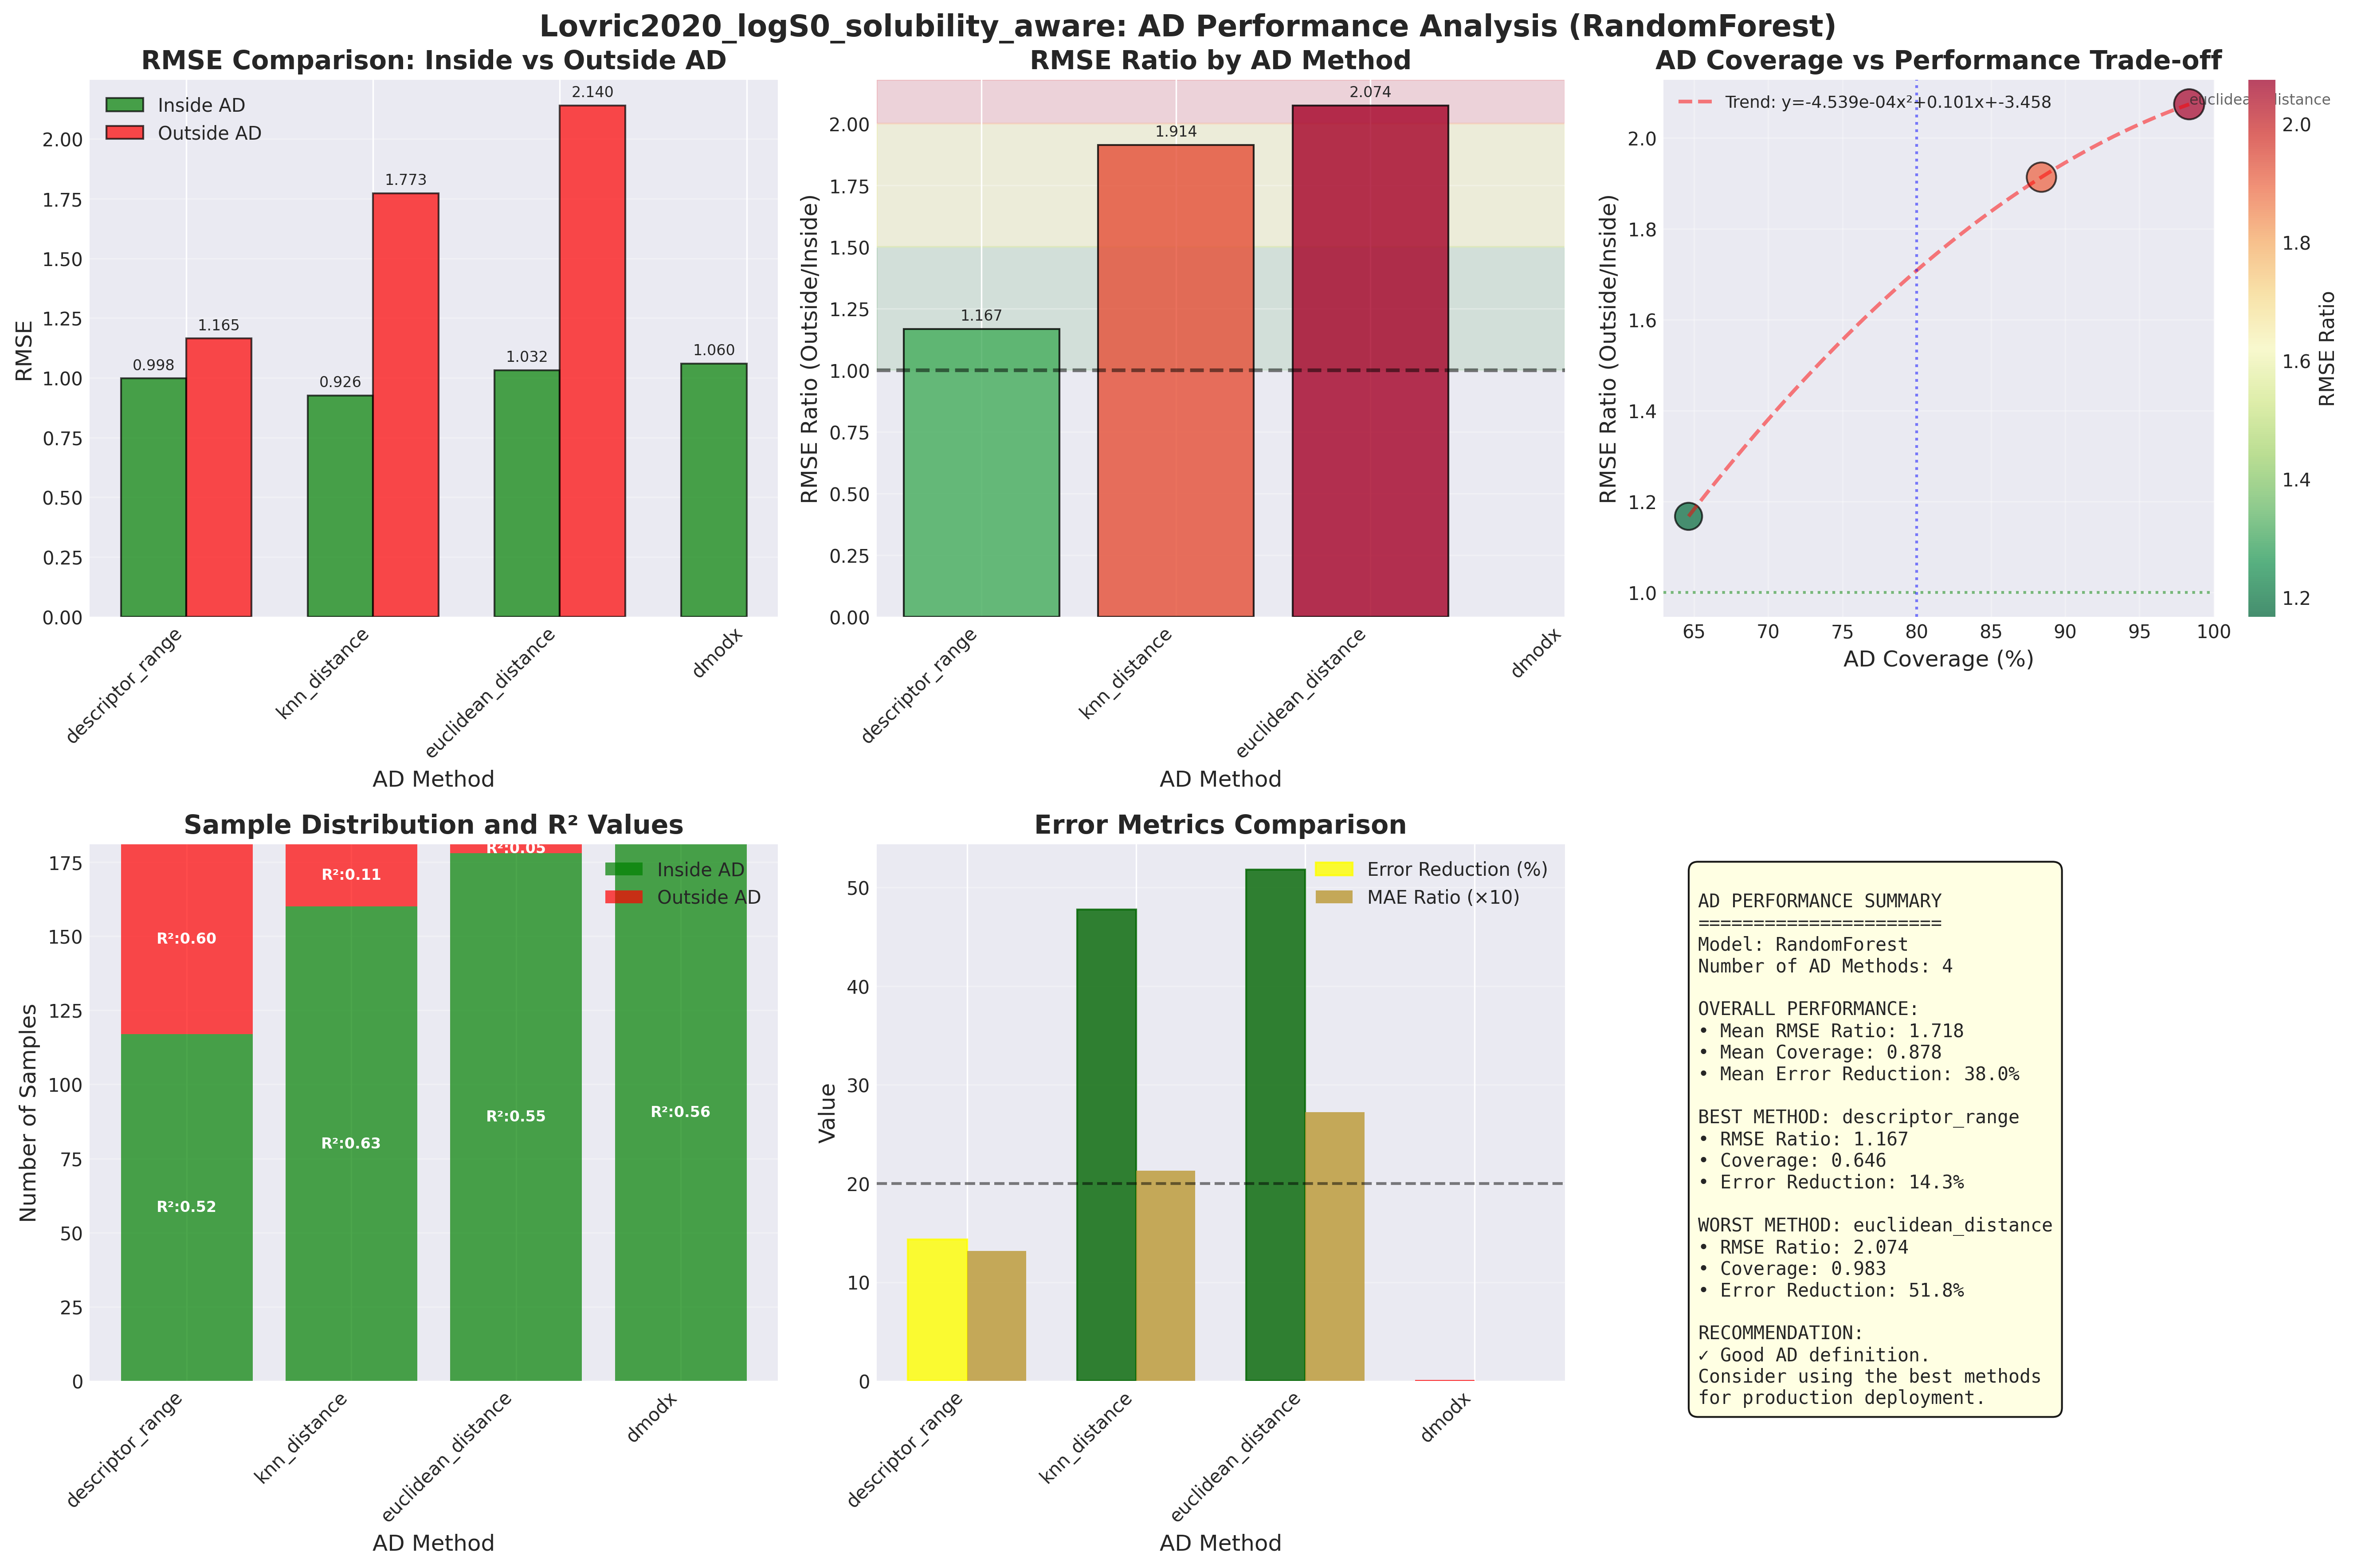 Lovric2020_logS0_solubility_aware: AD Performance Analysis (RandomForest)
RMSE Comparison: Inside vs Outside AD
Inside AD
Outside AD
0.998
1.165
0.926
1.773
1.032
2.140
1.060
2.00
1.75
1.50
1.25
1.00
0.75
0.50
0.25
0.00
RMSE
descriptor_range
knn_distance
euclidean_distance
dmodx
AD Method
RMSE Ratio by AD Method
1.167
1.914
2.074
2.00
1.75
1.50
1.25
1.00
0.75
0.50
0.25
0.00
RMSE Ratio (Outside/Inside)
descriptor_range
knn_distance
euclidean_distance
dmodx
AD Method
AD Coverage vs Performance Trade-off
Trend: y=-4.539e-04x²+0.101x+-3.458
euclidean_distance
2.0
1.8
1.6
1.4
1.2
1.0
RMSE Ratio (Outside/Inside)
65
70
75
80
85
90
95
100
AD Coverage (%)
2.0
1.8
1.6
1.4
1.2
RMSE Ratio
Sample Distribution and R² Values
Inside AD
Outside AD
R²:0.60
R²:0.52
R²:0.11
R²:0.63
R²:0.05
R²:0.55
R²:0.56
175
150
125
100
75
50
25
0
Number of Samples
descriptor_range
knn_distance
euclidean_distance
dmodx
AD Method
Error Metrics Comparison
Error Reduction (%)
MAE Ratio (×10)
50
40
30
20
10
0
Value
descriptor_range
knn_distance
euclidean_distance
dmodx
AD Method
AD PERFORMANCE SUMMARY
======================
Model: RandomForest
Number of AD Methods: 4
OVERALL PERFORMANCE:
• Mean RMSE Ratio: 1.718
• Mean Coverage: 0.878
• Mean Error Reduction: 38.0%
BEST METHOD: descriptor_range
• RMSE Ratio: 1.167
• Coverage: 0.646
• Error Reduction: 14.3%
WORST METHOD: euclidean_distance
• RMSE Ratio: 2.074
• Coverage: 0.983
• Error Reduction: 51.8%
RECOMMENDATION:
✓ Good AD definition.
Consider using the best methods
for production deployment.